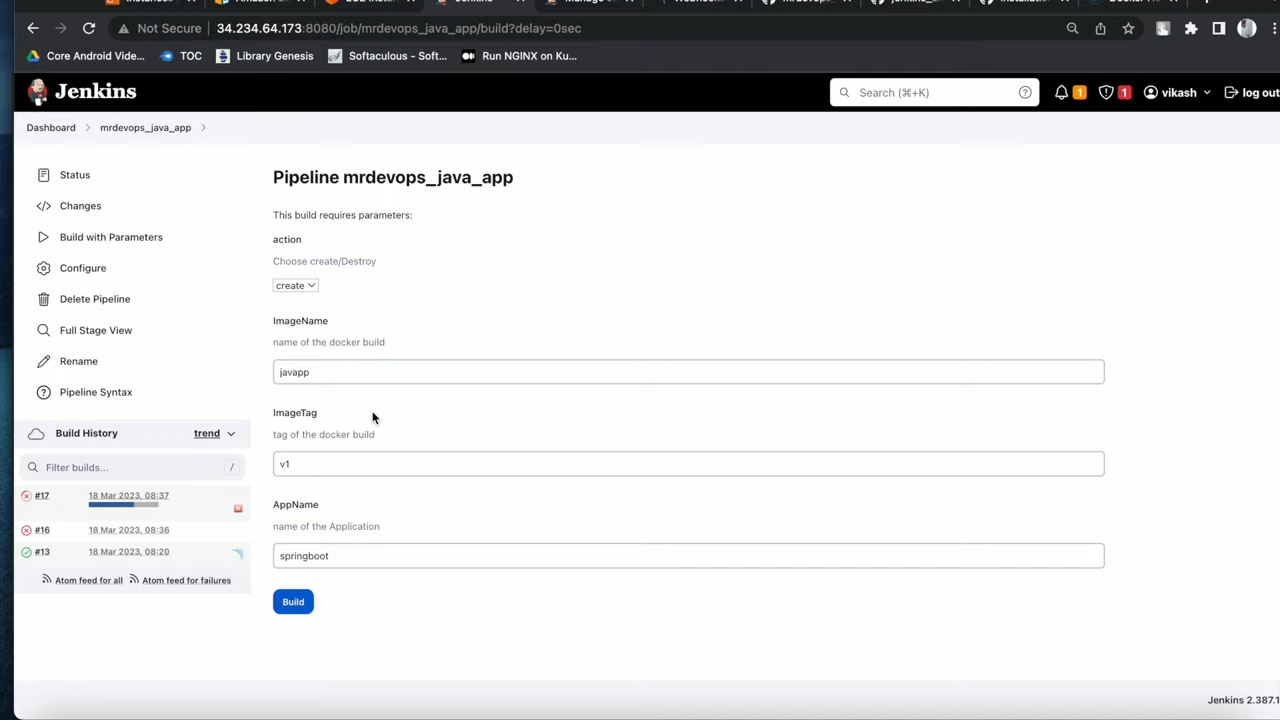 Not Secure 34.234.64.173:8080/job/mrdevops_java_app/build?delay=0sec
Core Android Vide... TOC Library Genesis Softaculous - Soft... Run NGINX on Ku...
Jenkins
Search (⌘+K)
1
1
vikash
log out
Dashboard
mrdevops_java_app
Status
Changes
Build with Parameters
Configure
Delete Pipeline
Full Stage View
Rename
Pipeline Syntax
Build History
trend
Filter builds...
/
#17 18 Mar 2023, 08:37
#16 18 Mar 2023, 08:36
#13 18 Mar 2023, 08:20
Atom feed for all Atom feed for failures
Pipeline mrdevops_java_app
This build requires parameters:
action
Choose create/Destroy
create
ImageName
name of the docker build
javapp
ImageTag
tag of the docker build
v1
AppName
name of the Application
springboot
Build
Jenkins 2.387.1